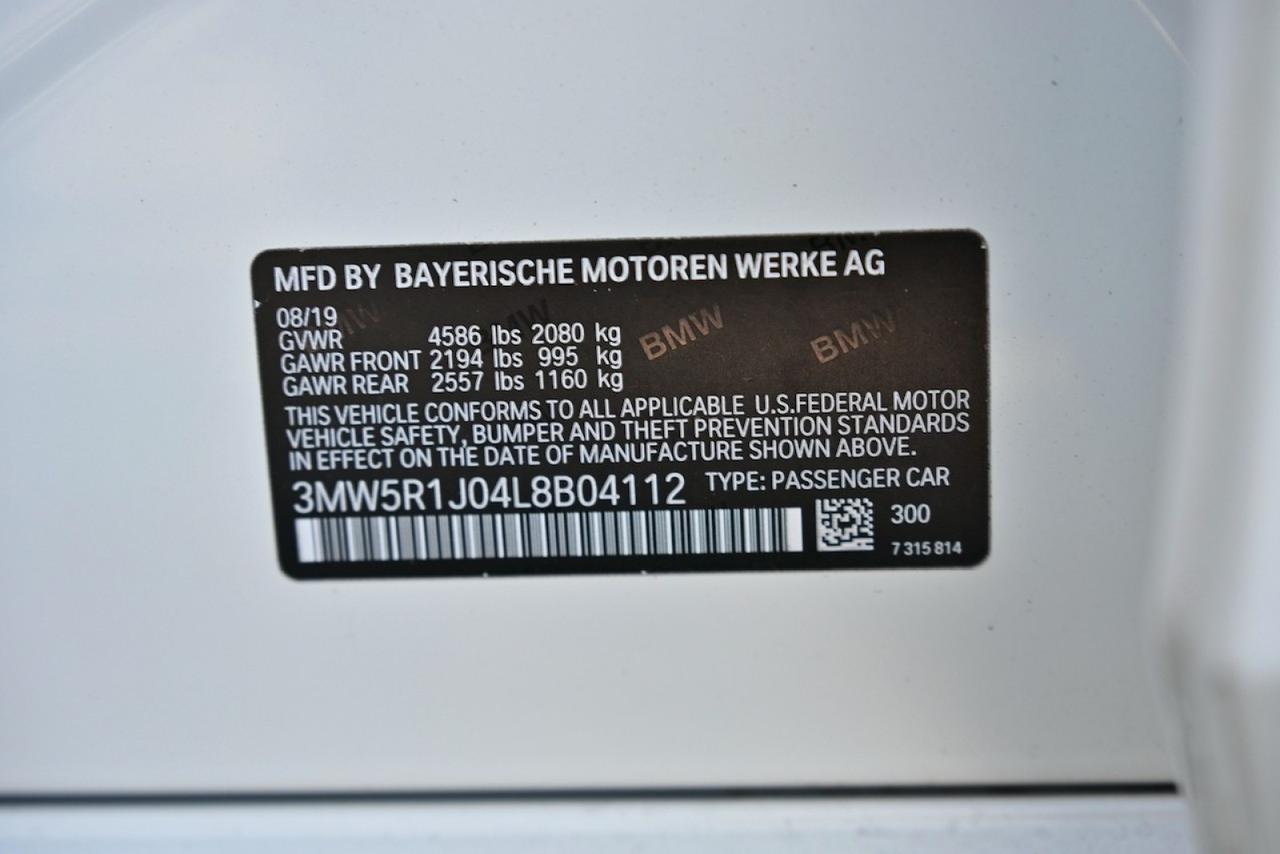 MFD BY BAYERISCHE MOTOREN WERKE AG
08/19
GVWR 4586 lbs 2080 kg
GAWR FRONT 2194 lbs 995 kg
GAWR REAR 2557 lbs 1160 kg
BMW BMW
THIS VEHICLE CONFORMS TO ALL APPLICABLE U.S.FEDERAL MOTOR
VEHICLE SAFETY, BUMPER AND THEFT PREVENTION STANDARDS
IN EFFECT ON THE DATE OF MANUFACTURE SHOWN ABOVE.
3MW5R1J04L8B04112 TYPE: PASSENGER CAR
300
7 315 814